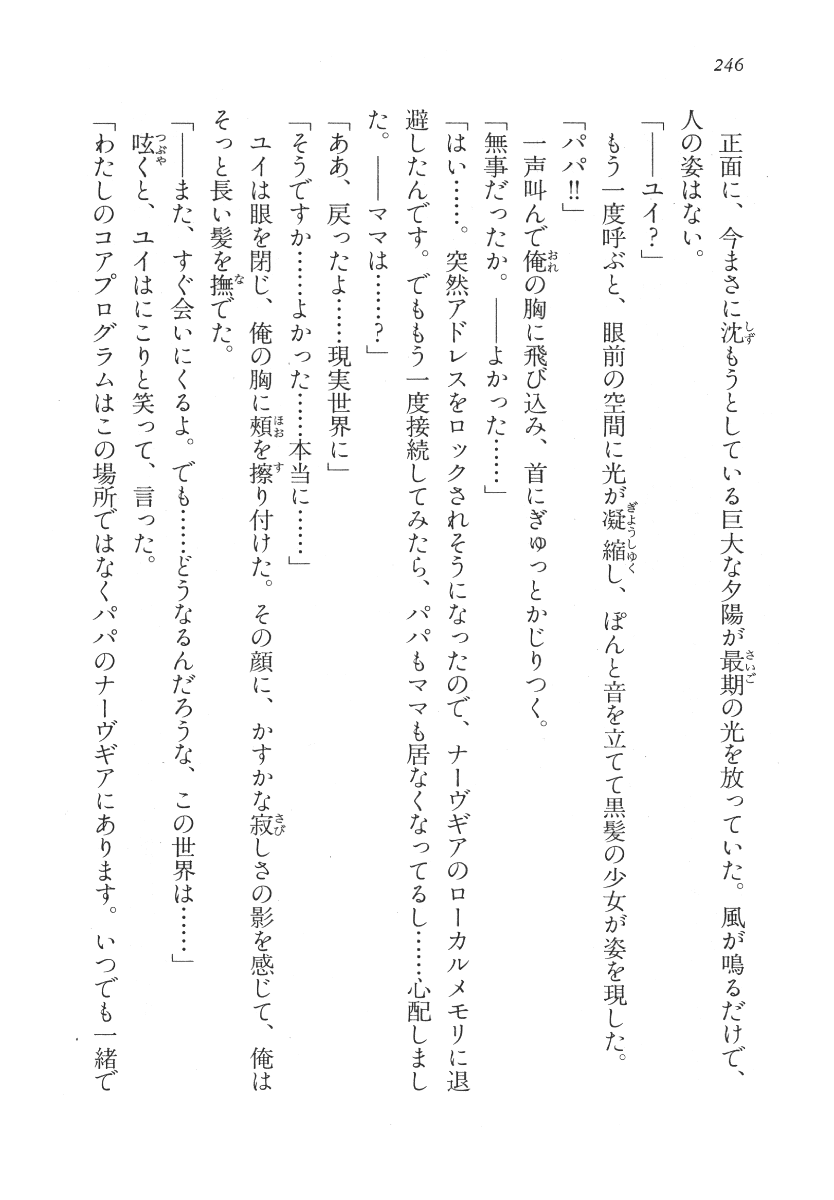 246
正面に、今まさに沈もうとしている巨大な夕陽が最期の光を放っていた。風が鳴るだけで、
人の姿はない。
「――ユイ？」
もう一度呼ぶと、眼前の空間に光が凝縮し、ぽんと音を立てて黒髪の少女が姿を現した。
「パパ!!」
一声叫んで俺の胸に飛び込み、首にぎゅっとかじりつく。
「無事だったか。――よかった……」
「はい……。突然アドレスをロックされそうになったので、ナーヴギアのローカルメモリに退
避したんです。でももう一度接続してみたら、パパもママも居なくなってるし……心配しまし
た。――ママは……？」
「ああ、戻ったよ……現実世界に」
「そうですか……よかった……本当に……」
ユイは眼を閉じ、俺の胸に頬を擦り付けた。その顔に、かすかな寂しさの影を感じて、俺は
そっと長い髪を撫でた。
「――また、すぐ会いにくるよ。でも……どうなるんだろうな、この世界は……」
呟くと、ユイはにこりと笑って、言った。
「わたしのコアプログラムはこの場所ではなくパパのナーヴギアにあります。いつでも一緒で